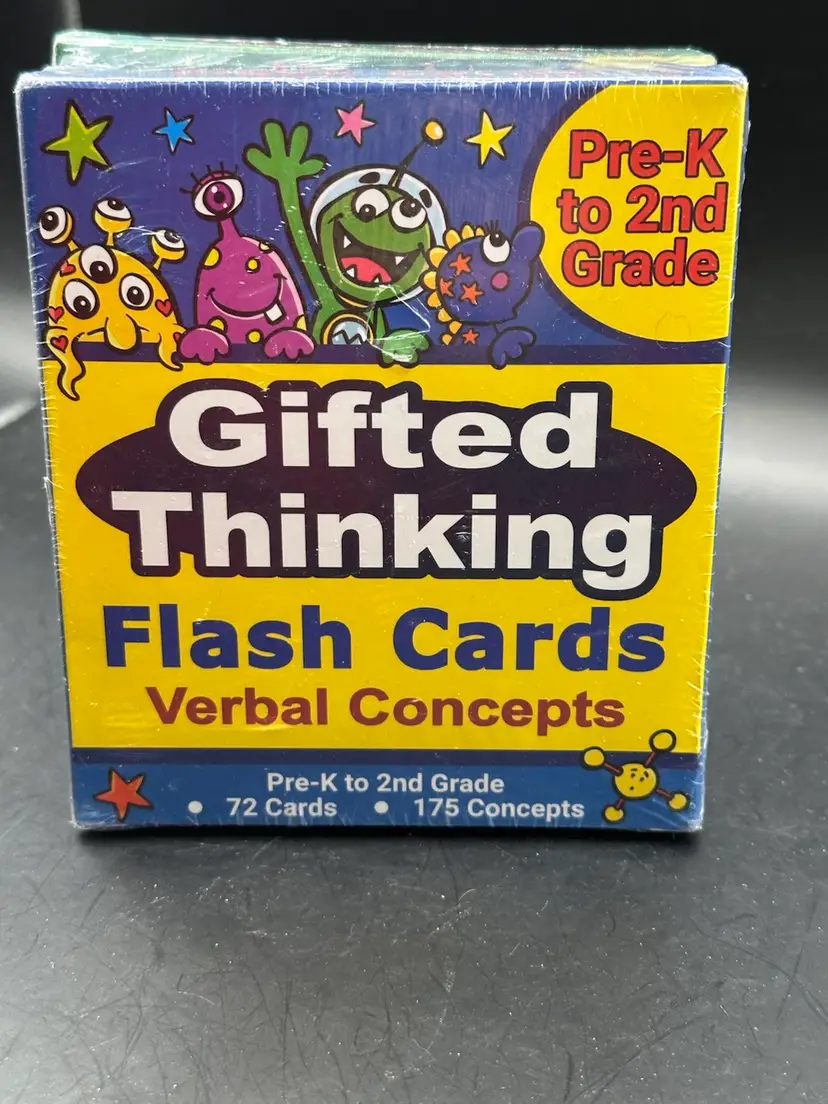 Pre-K
to 2nd
Grade
Gifted
Thinking
Flash Cards
Verbal Concepts
Pre-K to 2nd Grade
• 72 Cards • 175 Concepts